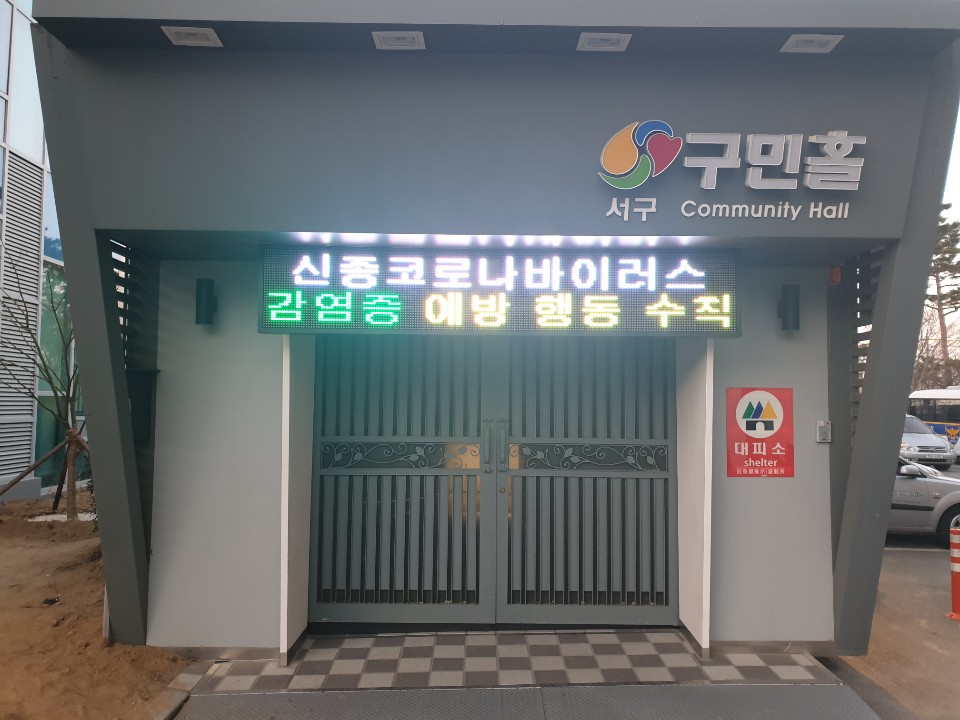 구민홀
서구 Community Hall
신종코로나바이러스
감염증 예방 행동 수직
대피소
shelter